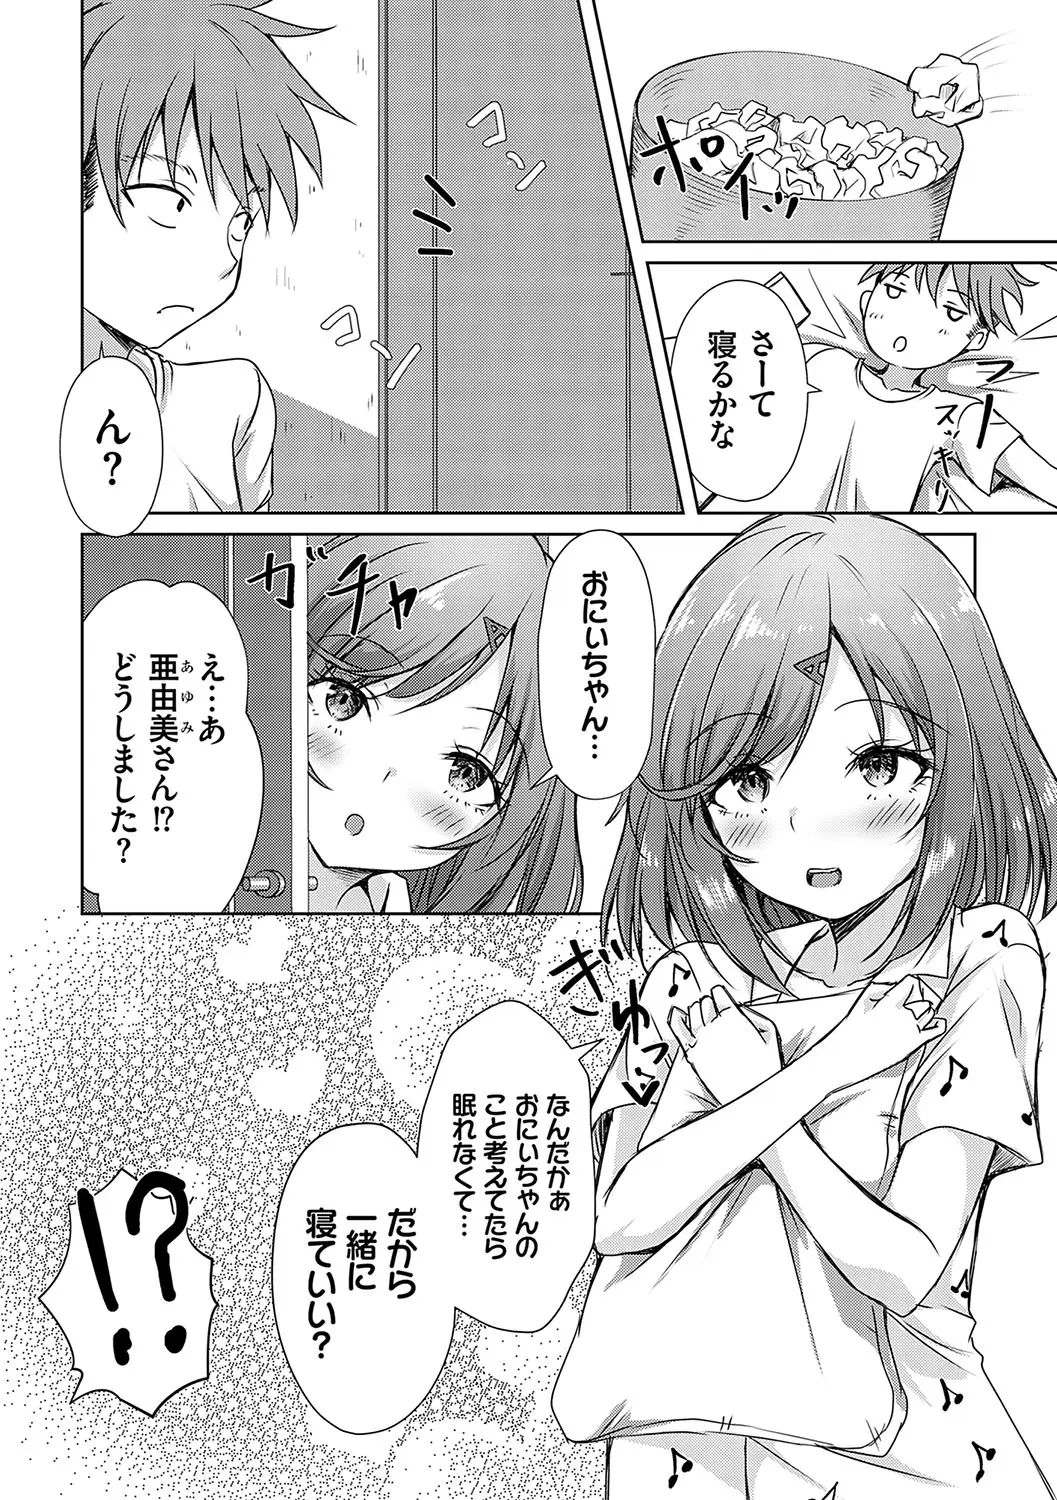 ポイッ
さーて
寝るかな
スッキリ
コンコン
ん?
ガチャ
え…あ
亜由美さん!?
あゆみ
どうしました?
おにいちゃん…
ぎゅっ
なんだかぁ
おにいちゃんの
こと考えてたら
眠れなくて…
だから
一緒に
寝ていい?
!?